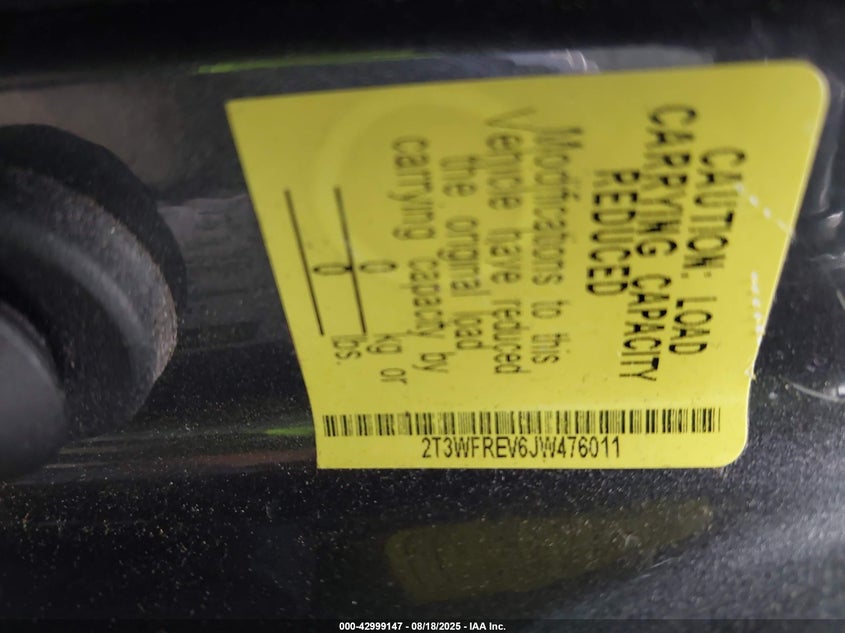 CAUTION: LOAD
CARRYING CAPACITY
REDUCED
Modifications to this
Vehicle have reduced
the original load
carrying capacity by
0 kg or
0 lbs.
2T3WFREV6JW476011
000-42999147 - 08/18/2025 - IAA Inc.